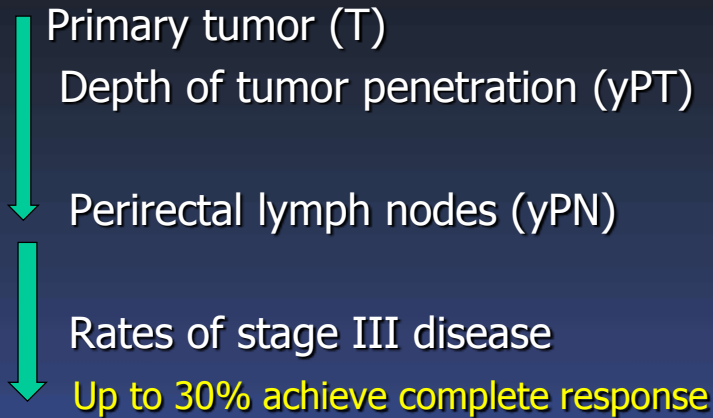 Primary tumor (T)
Depth of tumor penetration (yPT)
Perirectal lymph nodes (yPN)
Rates of stage III disease
Up to 30% achieve complete response